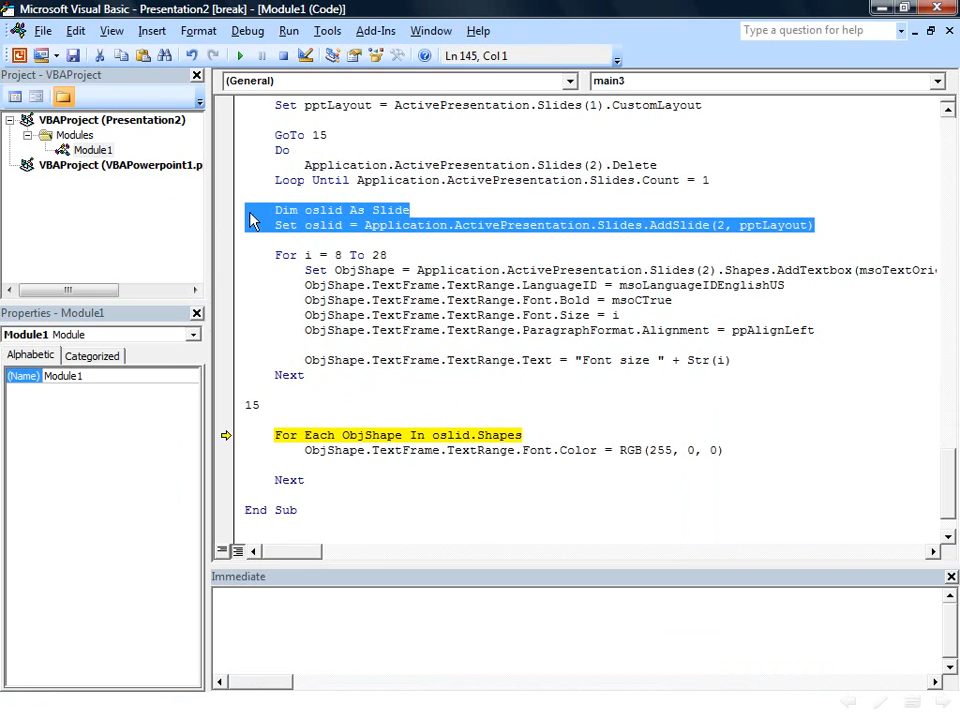 Microsoft Visual Basic - Presentation2 [break] - [Module1 (Code)]
File Edit View Insert Format Debug Run Tools Add-Ins Window Help
Type a question for help
Ln 145, Col 1
Project - VBAProject
(General)
main3
VBAProject (Presentation2)
Modules
Module1
VBAProject (VBAPowerpoint1.p
Properties - Module1
Module1 Module
Alphabetic Categorized
(Name) Module1
Set pptLayout = ActivePresentation.Slides(1).CustomLayout
GoTo 15
Do
Application.ActivePresentation.Slides(2).Delete
Loop Until Application.ActivePresentation.Slides.Count = 1
Dim oslid As Slide
Set oslid = Application.ActivePresentation.Slides.AddSlide(2, pptLayout)
For i = 8 To 28
Set ObjShape = Application.ActivePresentation.Slides(2).Shapes.AddTextbox(msoTextOri
ObjShape.TextFrame.TextRange.LanguageID = msoLanguageIDEnglishUS
ObjShape.TextFrame.TextRange.Font.Bold = msoCTrue
ObjShape.TextFrame.TextRange.Font.Size = i
ObjShape.TextFrame.TextRange.ParagraphFormat.Alignment = ppAlignLeft
ObjShape.TextFrame.TextRange.Text = "Font size " + Str(i)
Next
15
For Each ObjShape In oslid.Shapes
ObjShape.TextFrame.TextRange.Font.Color = RGB(255, 0, 0)
Next
End Sub
Immediate